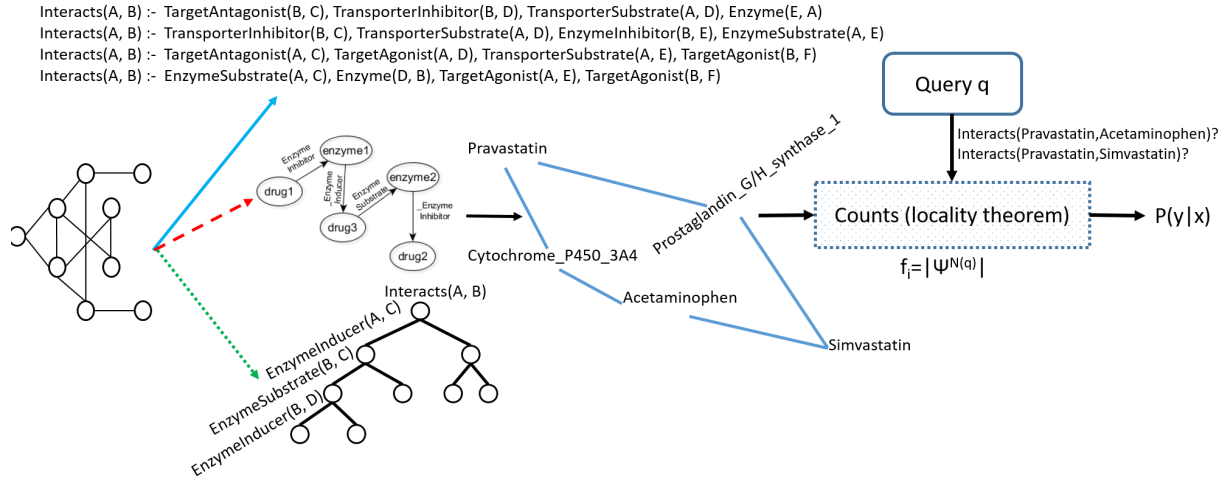 Interacts(A, B) :- TargetAntagonist(B, C), TransporterInhibitor(B, D), TransporterSubstrate(A, D), Enzyme(E, A)
Interacts(A, B) :- TransporterInhibitor(B, C), TransporterSubstrate(A, D), EnzymeInhibitor(B, E), EnzymeSubstrate(A, E)
Interacts(A, B) :- TargetAntagonist(A, C), TargetAgonist(A, D), TransporterSubstrate(A, E), TargetAgonist(B, F)
Interacts(A, B) :- EnzymeSubstrate(A, C), Enzyme(D, B), TargetAgonist(A, E), TargetAgonist(B, F)
Enzyme
Inhibitor
enzyme1
drug1
_Enzyme
Inducer
Enzyme
Substrate
enzyme2
drug3
_Enzyme
Inhibitor
drug2
Interacts(A, B)
EnzymeInducer(A, C)
EnzymeSubstrate(B, C)
EnzymeInducer(B, D)
Pravastatin
Prostaglandin_G/H_synthase_1
Cytochrome_P450_3A4
Acetaminophen
Simvastatin
Query q
Interacts(Pravastatin,Acetaminophen)?
Interacts(Pravastatin,Simvastatin)?
Counts (locality theorem)
P(y|x)
fᵢ=|Ψᴺ⁽q⁾|